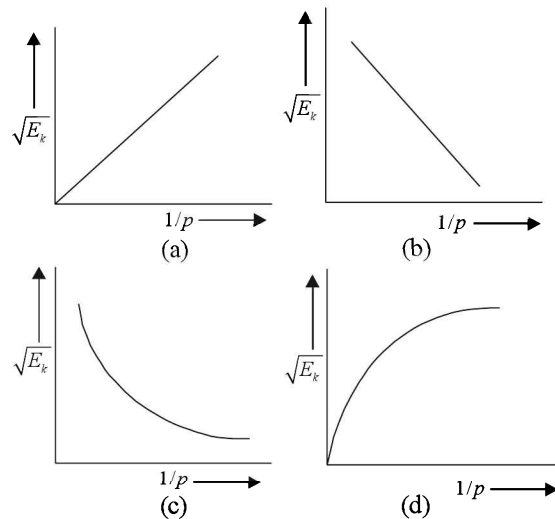 √E_k
1/p
(a)
√E_k
1/p
(b)
√E_k
1/p
(c)
√E_k
1/p
(d)